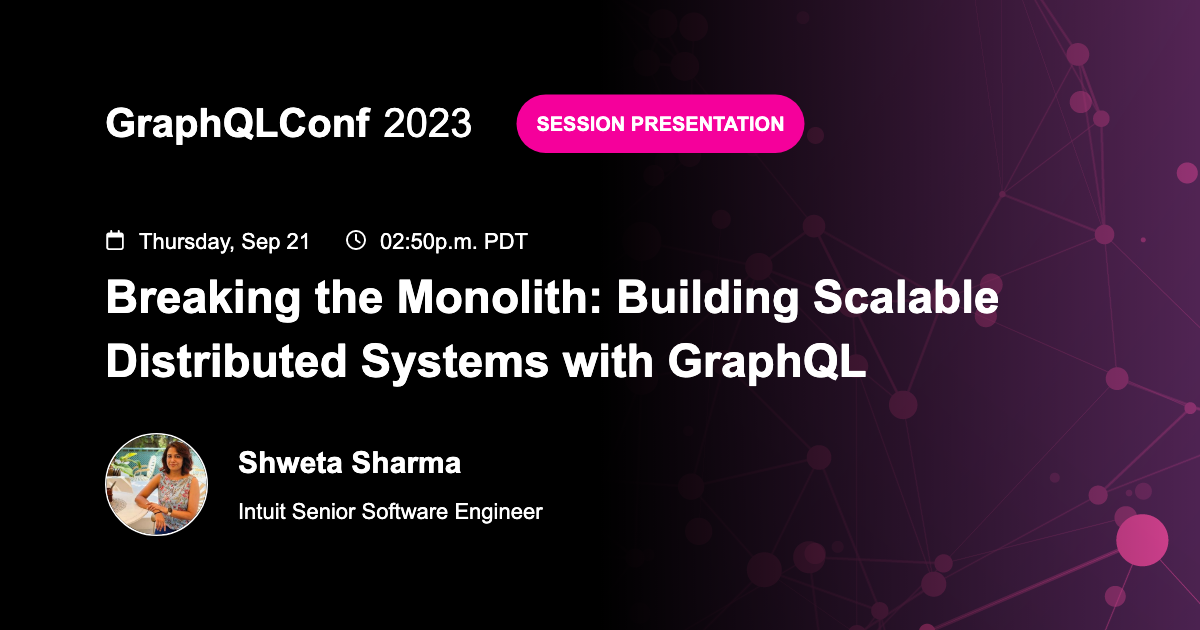 GraphQLConf 2023
SESSION PRESENTATION
Thursday, Sep 21
02:50p.m. PDT
Breaking the Monolith: Building Scalable
Distributed Systems with GraphQL
Shweta Sharma
Intuit Senior Software Engineer